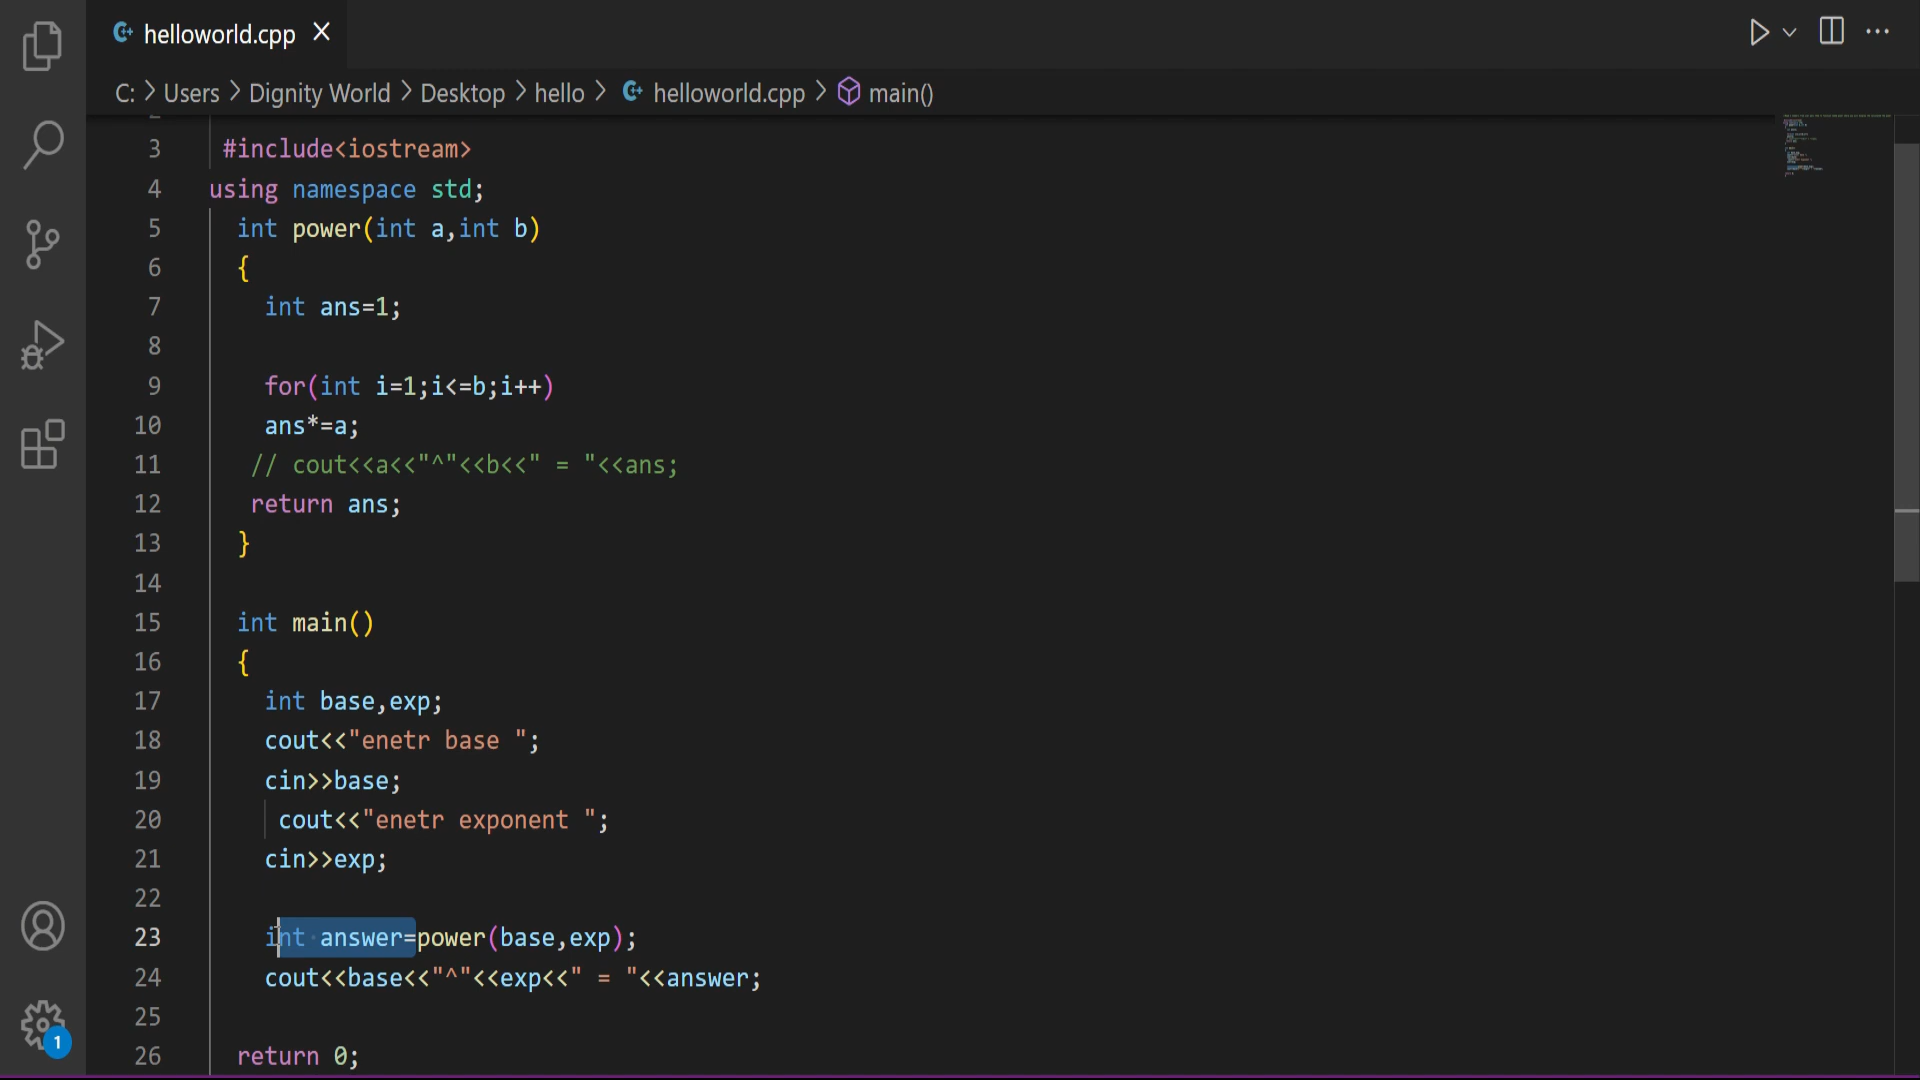 helloworld.cpp
C: > Users > Dignity World > Desktop > hello > helloworld.cpp > main()
3 #include<iostream>
4 using namespace std;
5 int power(int a,int b)
6 {
7 int ans=1;
8
9 for(int i=1;i<=b;i++)
10 ans*=a;
11 // cout<<a<<"^"<<b<<" = "<<ans;
12 return ans;
13 }
14
15 int main()
16 {
17 int base,exp;
18 cout<<"enetr base ";
19 cin>>base;
20 cout<<"enetr exponent ";
21 cin>>exp;
22
23 int answer=power(base,exp);
24 cout<<base<<"^"<<exp<<" = "<<answer;
25
26 return 0;
1